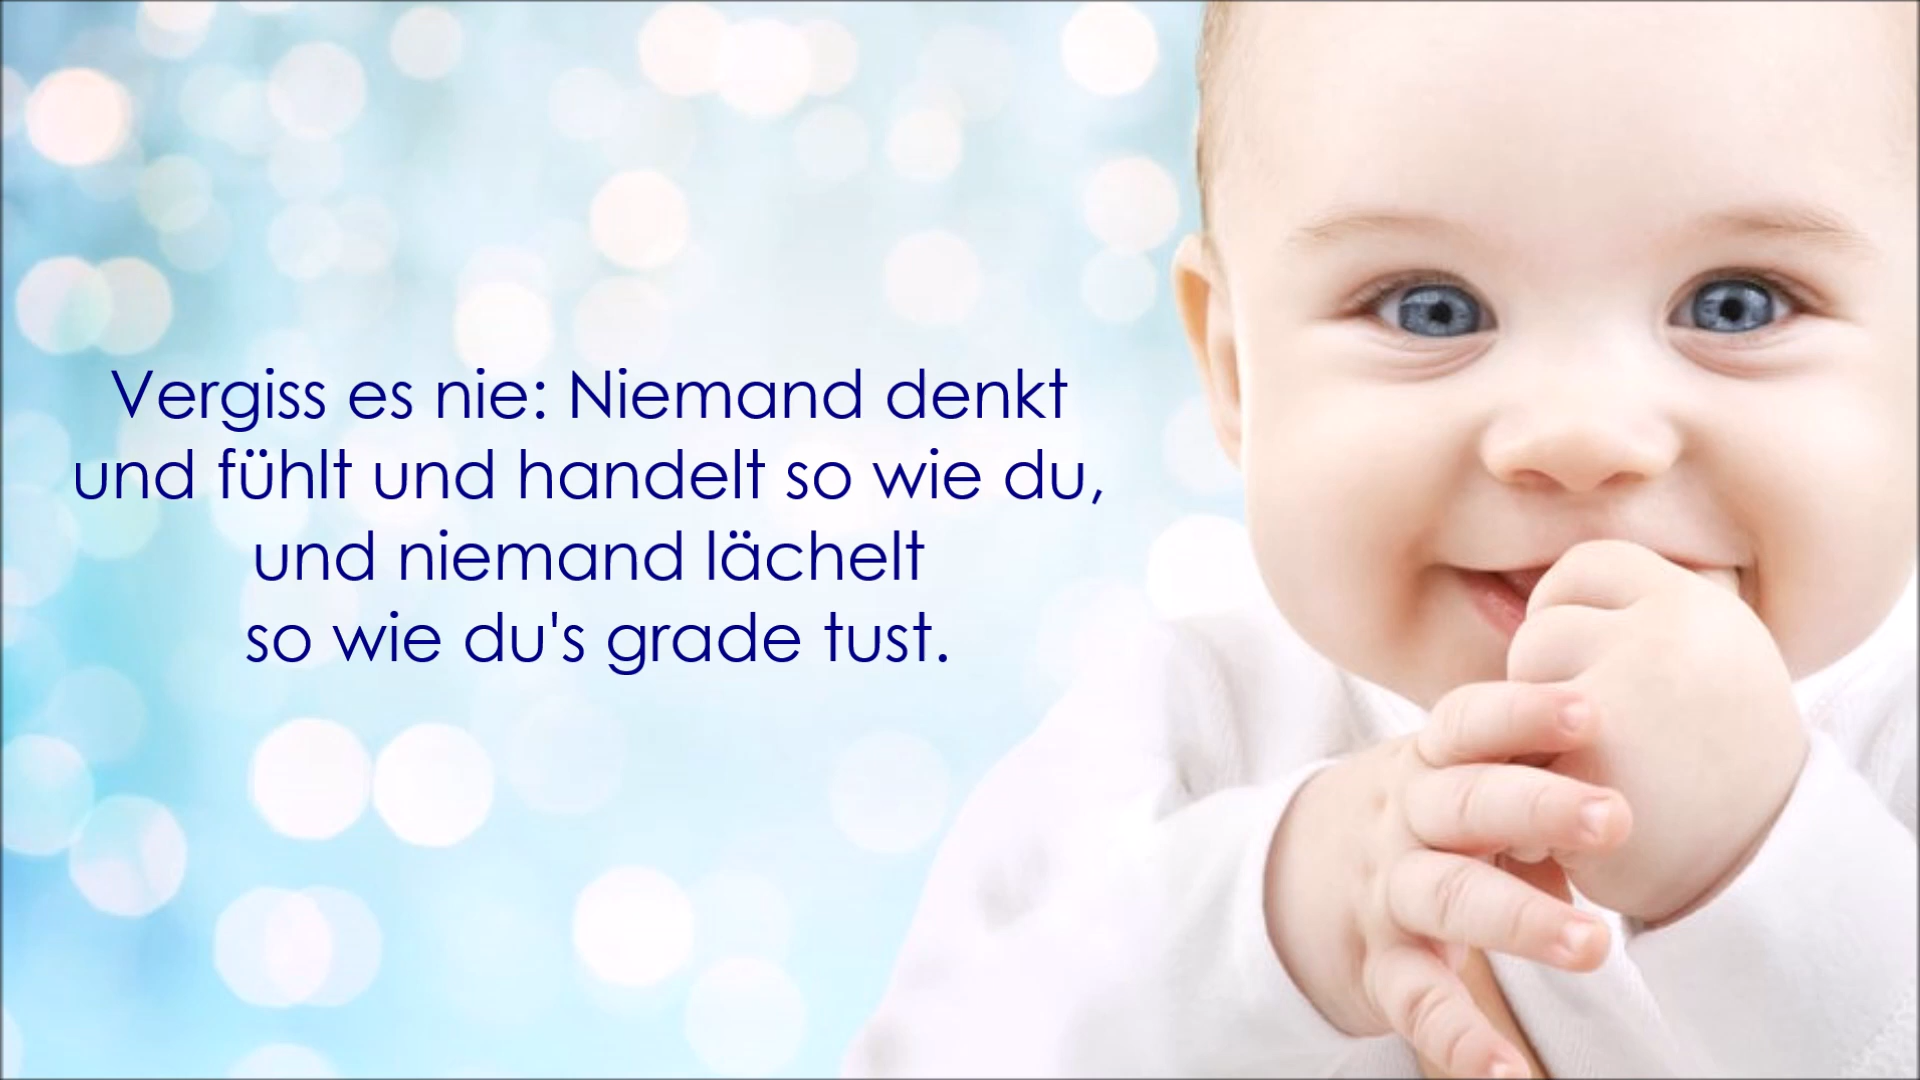 Vergiss es nie: Niemand denkt
und fühlt und handelt so wie du,
und niemand lächelt
so wie du's grade tust.